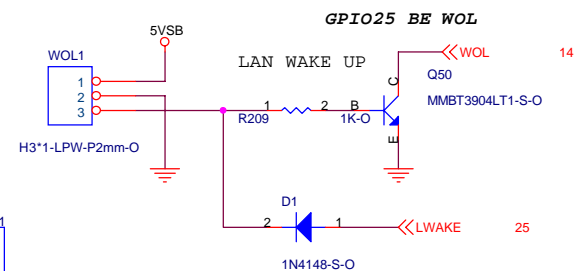 GPIO25 BE WOL
5VSB
WOL1
LAN WAKE UP
WOL 14
1
2
3
C
Q50
1 2 B
R209 1K-O
MMBT3904LT1-S-O
E
H3*1-LPW-P2mm-O
D1
2 1
LWAKE 25
1N4148-S-O